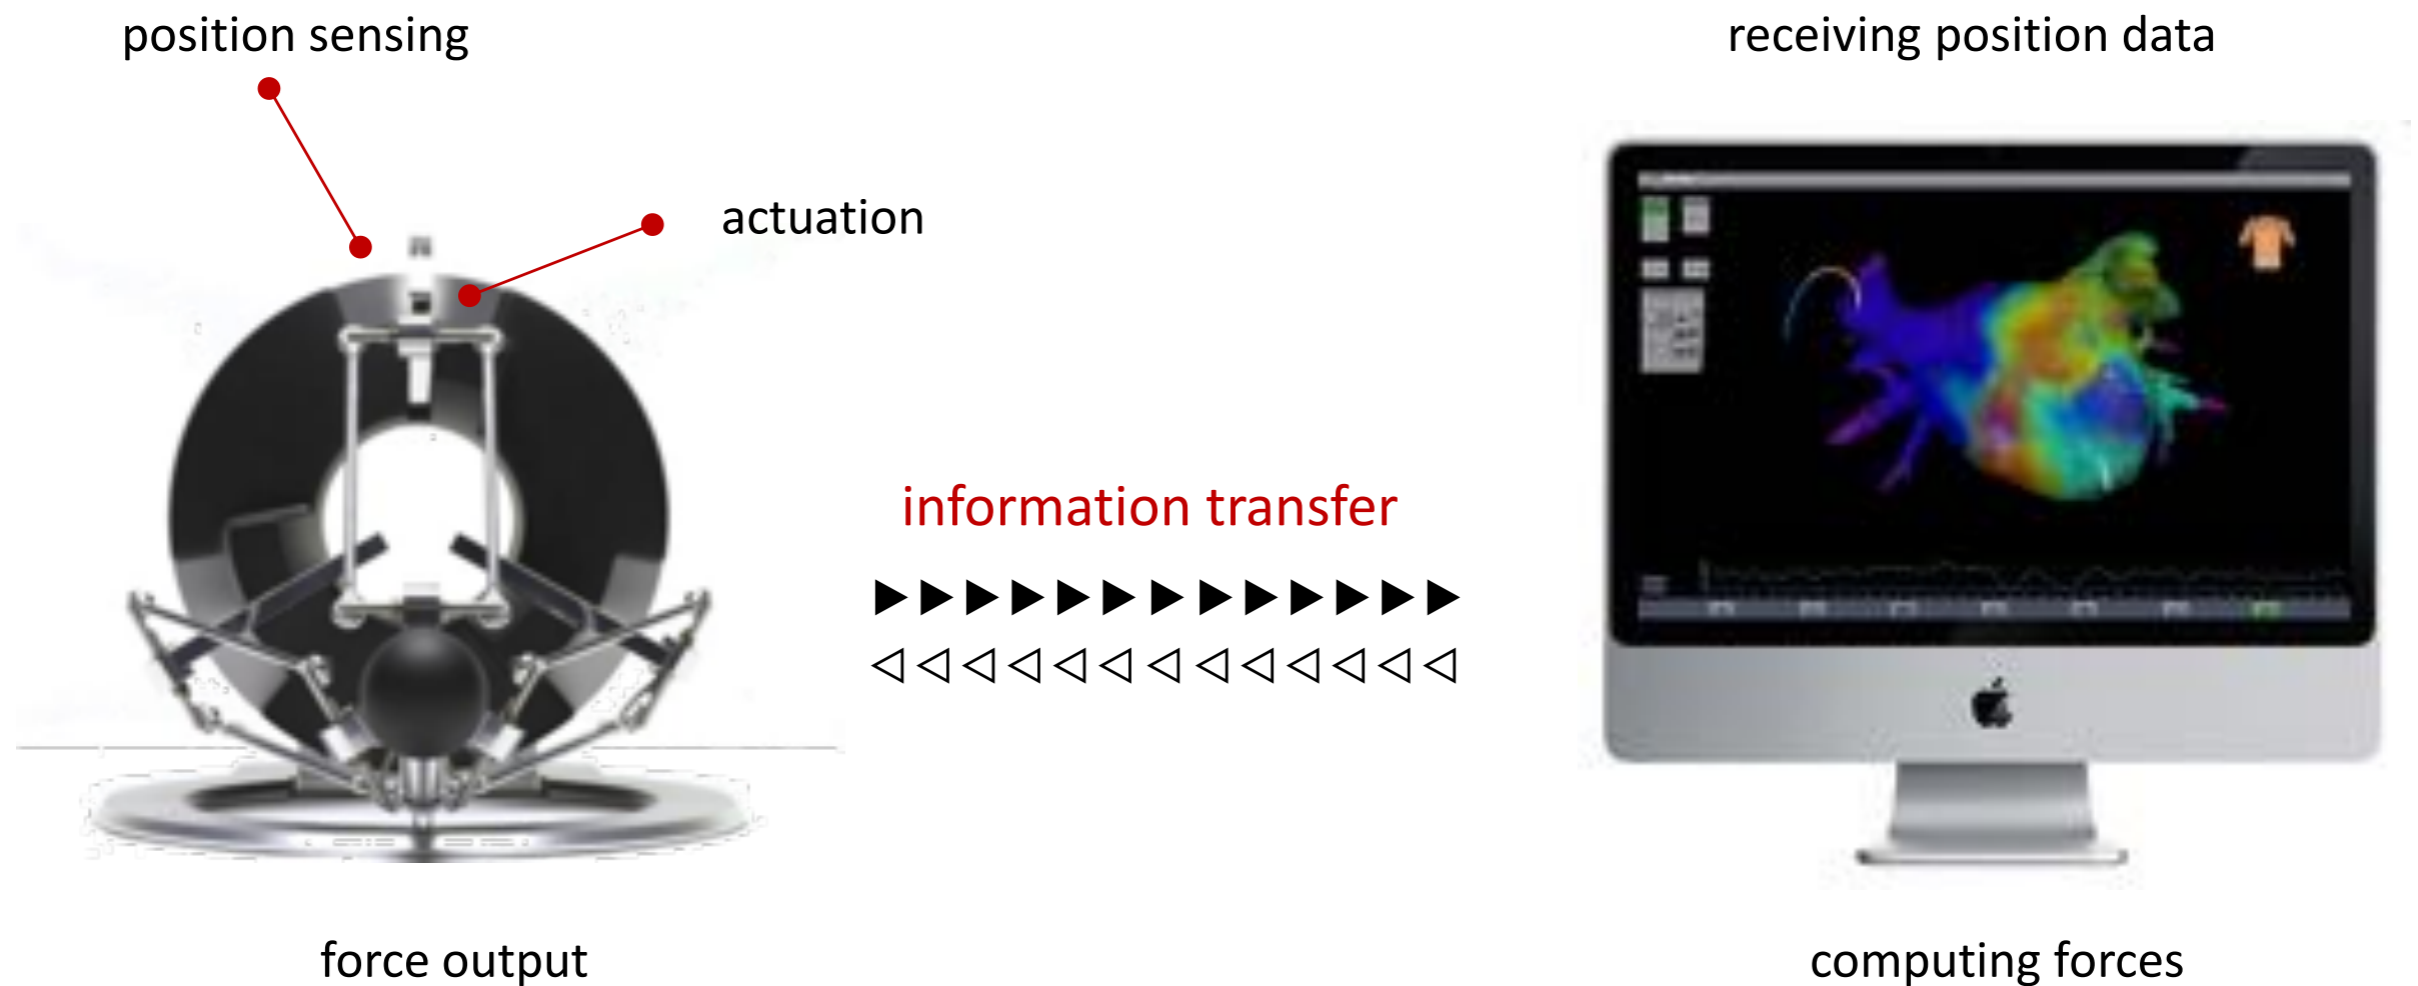 position sensing
receiving position data
actuation
information transfer
force output
computing forces